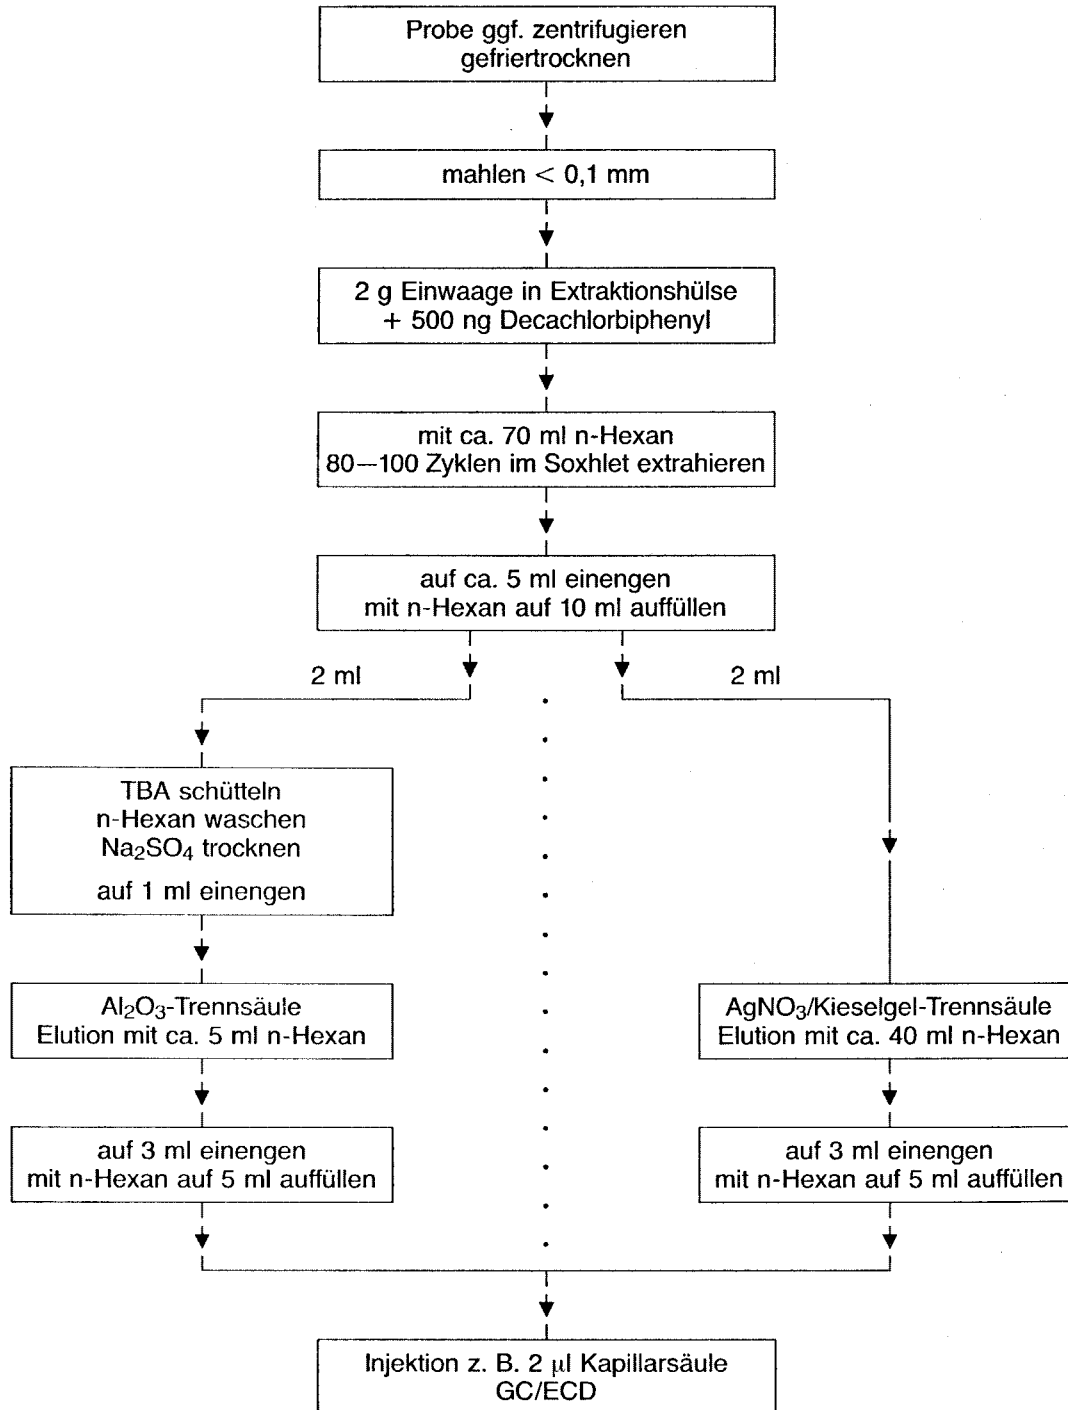 Probe ggf. zentrifugieren
gefriertrocknen
mahlen < 0,1 mm
2 g Einwaage in Extraktionshülse
+ 500 ng Decachlorbiphenyl
mit ca. 70 ml n-Hexan
80—100 Zyklen im Soxhlet extrahieren
auf ca. 5 ml einengen
mit n-Hexan auf 10 ml auffüllen
2 ml
2 ml
TBA schütteln
n-Hexan waschen
Na₂SO₄ trocknen
auf 1 ml einengen
Al₂O₃-Trennsäule
Elution mit ca. 5 ml n-Hexan
auf 3 ml einengen
mit n-Hexan auf 5 ml auffüllen
AgNO₃/Kieselgel-Trennsäule
Elution mit ca. 40 ml n-Hexan
auf 3 ml einengen
mit n-Hexan auf 5 ml auffüllen
Injektion z. B. 2 µl Kapillarsäule
GC/ECD